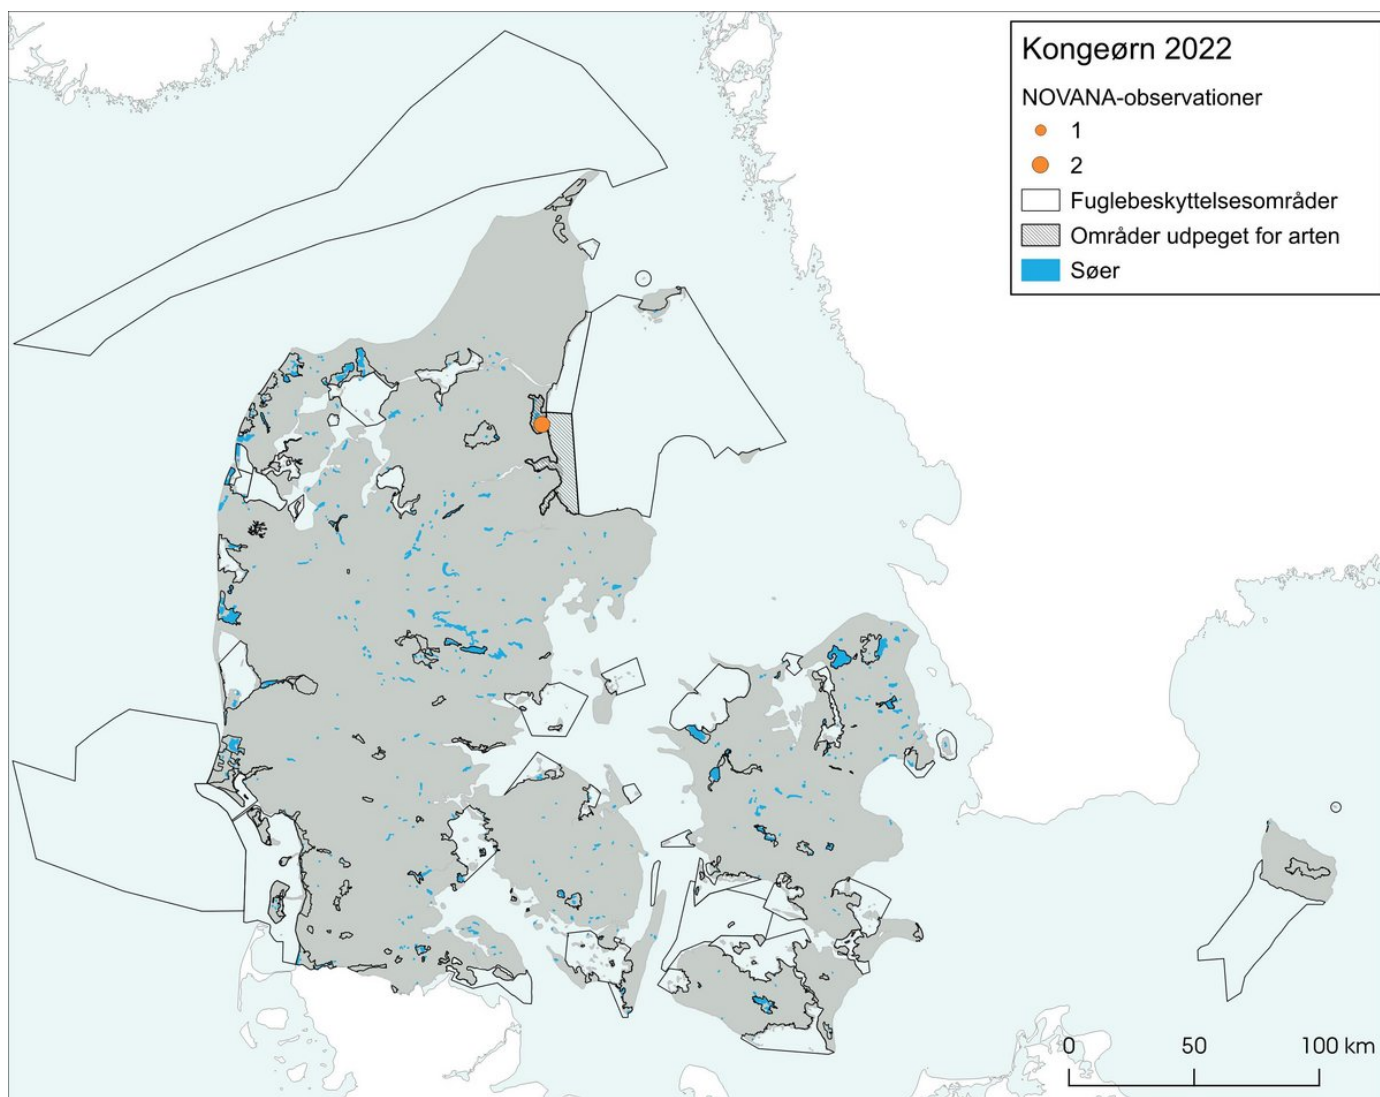 Kongeørn 2022
NOVANA-observationer
1
2
Fuglebeskyttelsesområder
Områder udpeget for arten
Søer
0 50 100 km